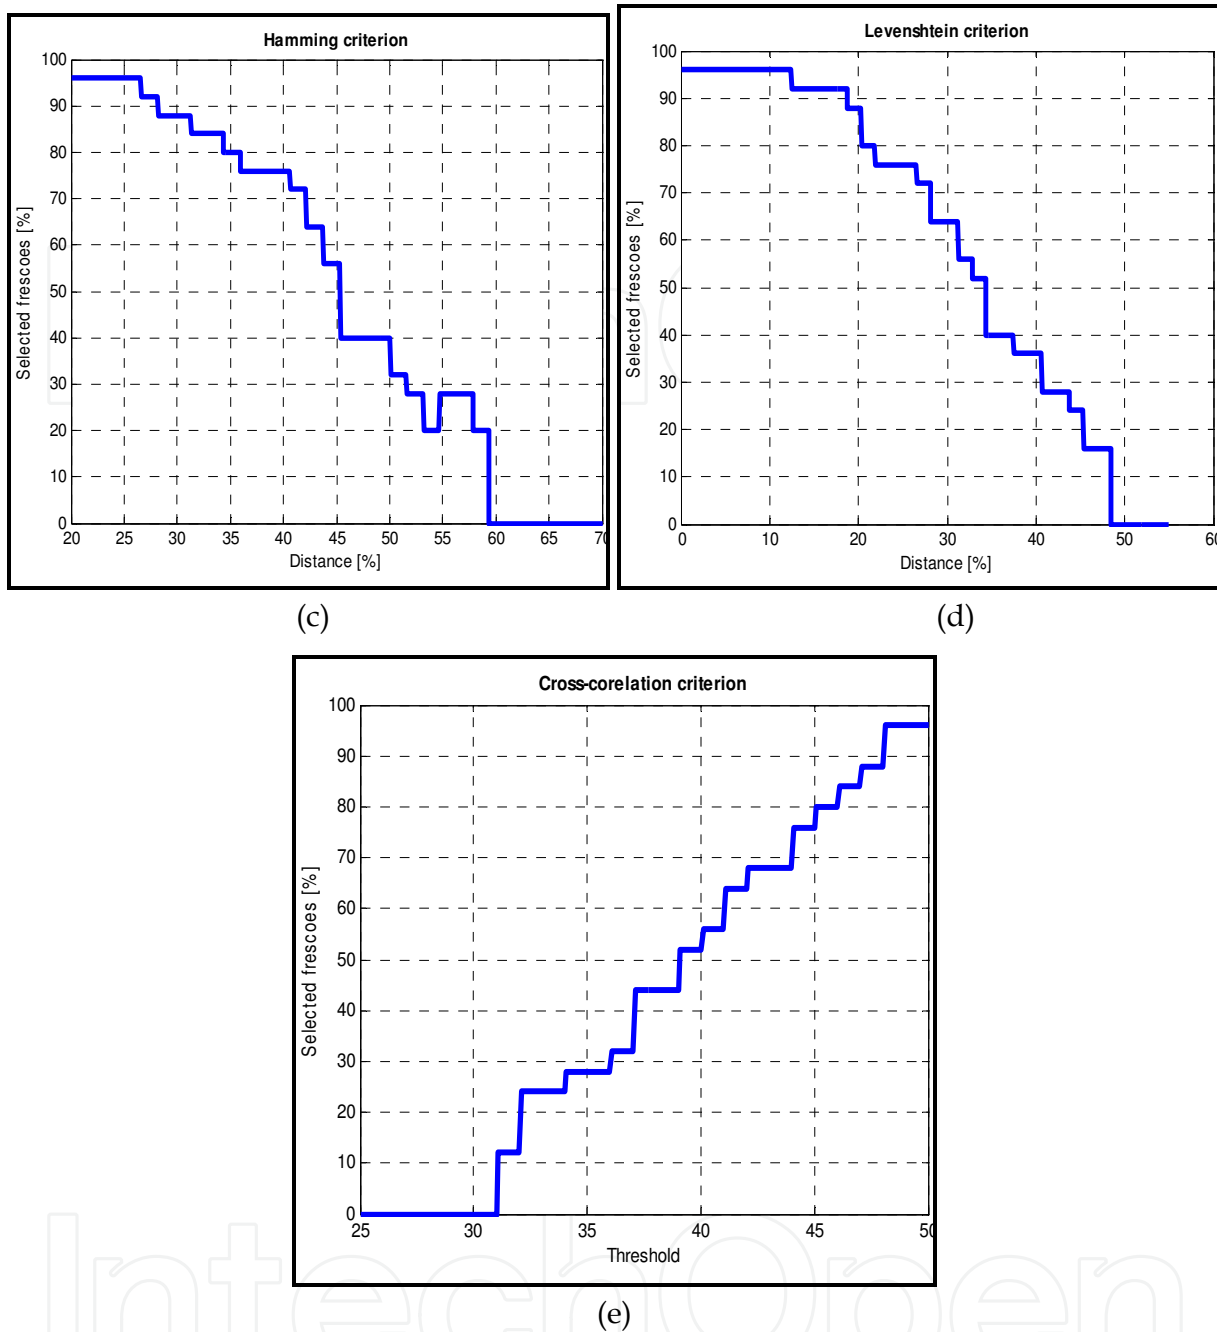 Hamming criterion
100
90
80
70
60
50
40
30
20
10
0
Selected frescoes [%]
20 25 30 35 40 45 50 55 60 65 70
Distance [%]
(c)
Levenshtein criterion
100
90
80
70
60
50
40
30
20
10
0
Selected frescoes [%]
0 10 20 30 40 50 60
Distance [%]
(d)
Cross-corelation criterion
100
90
80
70
60
50
40
30
20
10
0
Selected frescoes [%]
25 30 35 40 45 50
Threshold
(e)
IntechOpen